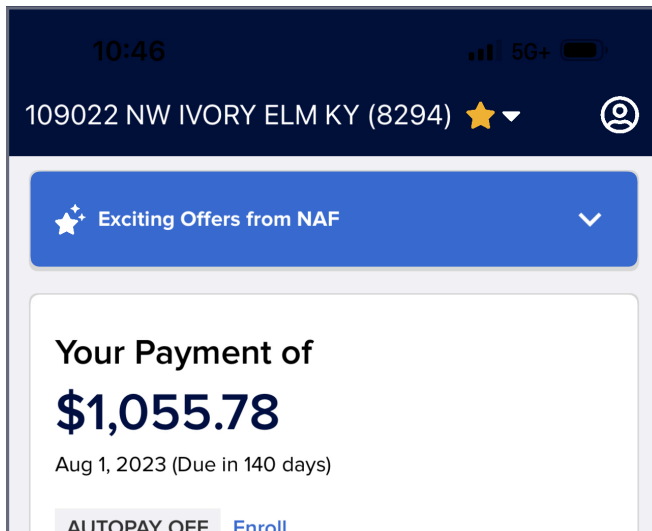 10:46 5G+
109022 NW IVORY ELM KY (8294)
Exciting Offers from NAF
Your Payment of
$1,055.78
Aug 1, 2023 (Due in 140 days)
AUTOPAY OFF Enroll